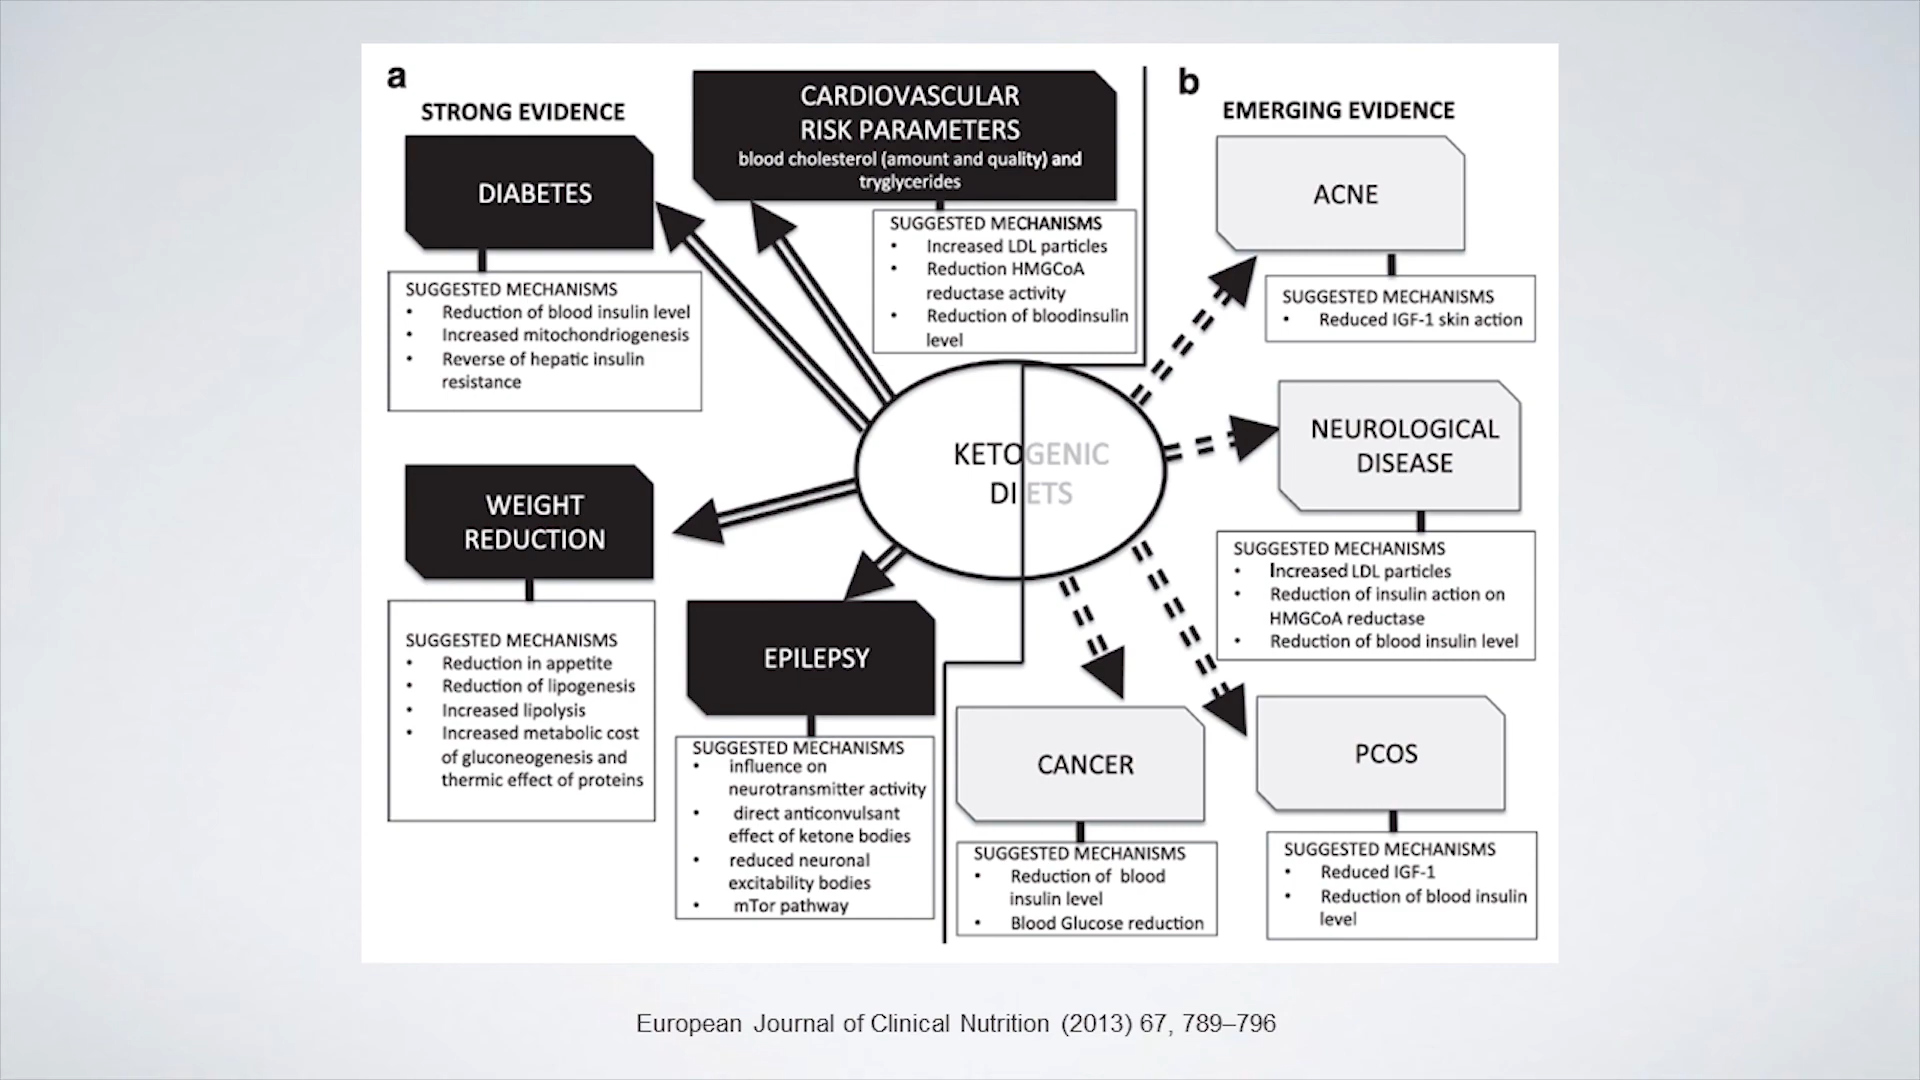 a
STRONG EVIDENCE
DIABETES
SUGGESTED MECHANISMS
• Reduction of blood insulin level
• Increased mitochondriogenesis
• Reverse of hepatic insulin
resistance
CARDIOVASCULAR
RISK PARAMETERS
blood cholesterol (amount and quality) and
tryglycerides
SUGGESTED MECHANISMS
• Increased LDL particles
• Reduction HMGCoA
reductase activity
• Reduction of bloodinsulin
level
WEIGHT
REDUCTION
SUGGESTED MECHANISMS
• Reduction in appetite
• Reduction of lipogenesis
• Increased lipolysis
• Increased metabolic cost
of gluconeogenesis and
thermic effect of proteins
EPILEPSY
SUGGESTED MECHANISMS
• influence on
neurotransmitter activity
• direct anticonvulsant
effect of ketone bodies
• reduced neuronal
excitability bodies
• mTor pathway
KETOGENIC
DIETS
b
EMERGING EVIDENCE
ACNE
SUGGESTED MECHANISMS
• Reduced IGF-1 skin action
NEUROLOGICAL
DISEASE
SUGGESTED MECHANISMS
• Increased LDL particles
• Reduction of insulin action on
HMGCoA reductase
• Reduction of blood insulin level
CANCER
SUGGESTED MECHANISMS
• Reduction of blood
insulin level
• Blood Glucose reduction
PCOS
SUGGESTED MECHANISMS
• Reduced IGF-1
• Reduction of blood insulin
level
European Journal of Clinical Nutrition (2013) 67, 789–796